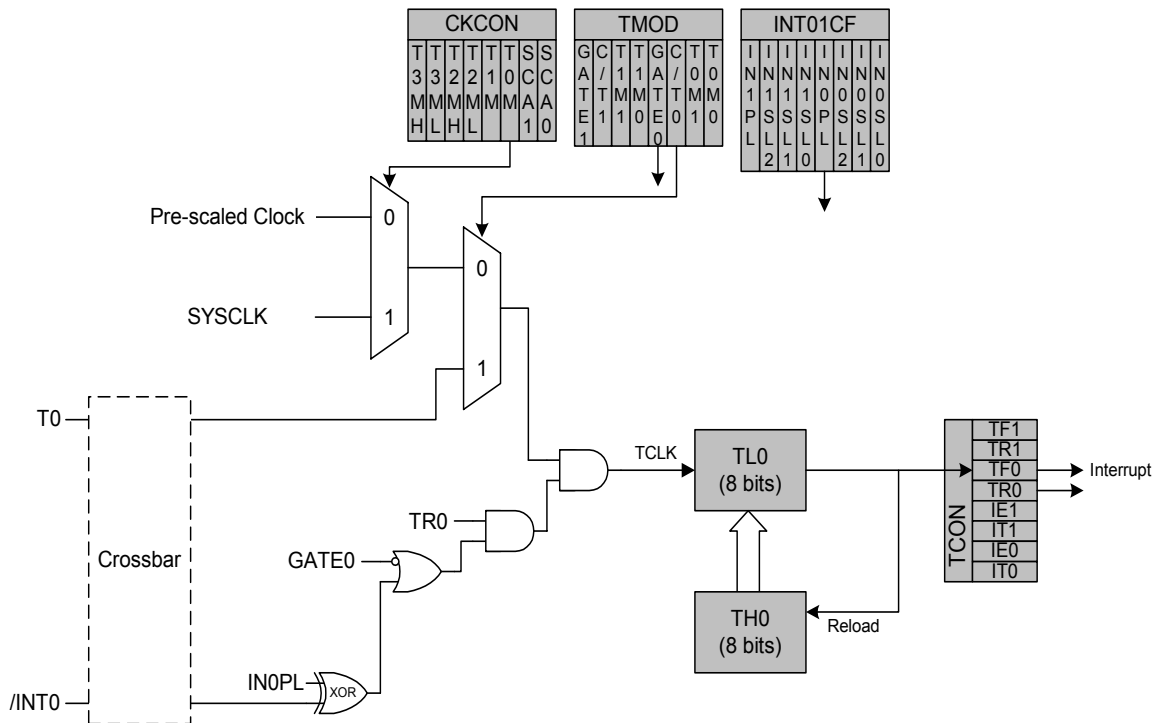 CKCON
T3MH
T3ML
T2MH
T2ML
T1M
T0M
SCA1
SCA0
TMOD
GATE1
C/T1
T1M1
T1M0
GATE0
C/T0
T0M1
T0M0
INT01CF
IN1PL
IN1SL2
IN1SL1
IN1SL0
IN0PL
IN0SL2
IN0SL1
IN0SL0
Pre-scaled Clock
0
SYSCLK
1
0
1
T0
Crossbar
/INT0
TR0
GATE0
IN0PL
XOR
TCLK
TL0
(8 bits)
TH0
(8 bits)
Reload
TCON
TF1
TR1
TF0
TR0
IE1
IT1
IE0
IT0
Interrupt